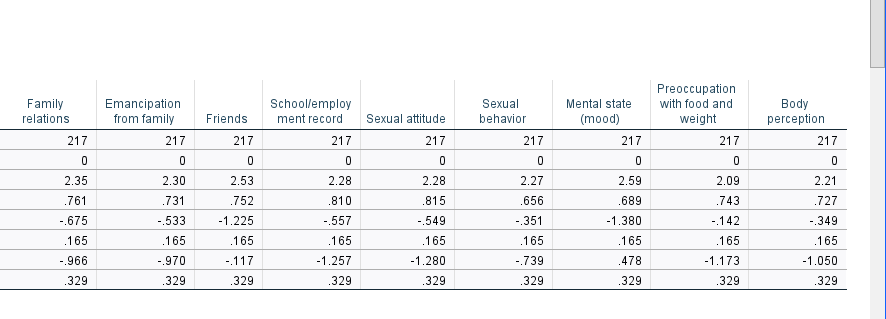 Family relations Emancipation from family Friends School/employ ment record Sexual attitude Sexual behavior Mental state (mood) Preoccupation with food and weight Body perception
217 217 217 217 217 217 217 217 217
0 0 0 0 0 0 0 0 0
2.35 2.30 2.53 2.28 2.28 2.27 2.59 2.09 2.21
.761 .731 .752 .810 .815 .656 .689 .743 .727
-.675 -.533 -1.225 -.557 -.549 -.351 -1.380 -.142 -.349
.165 .165 .165 .165 .165 .165 .165 .165 .165
-.966 -.970 -.117 -1.257 -1.280 -.739 .478 -1.173 -1.050
.329 .329 .329 .329 .329 .329 .329 .329 .329